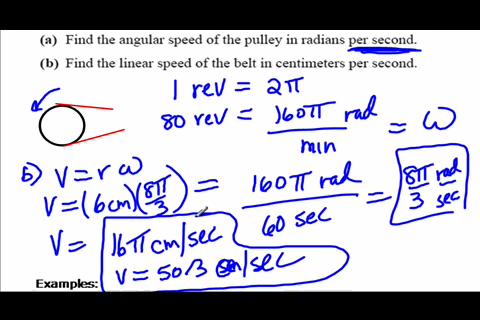 (a) Find the angular speed of the pulley in radians per second.
(b) Find the linear speed of the belt in centimeters per second.
1 rev = 2π
80 rev = 160π rad / min = ω
b) V = r ω
V = (6cm)(8π/3) = 160π rad / 60 sec = 8π/3 rad/sec
V = 16π cm/sec
V = 50.3 cm/sec
Examples: